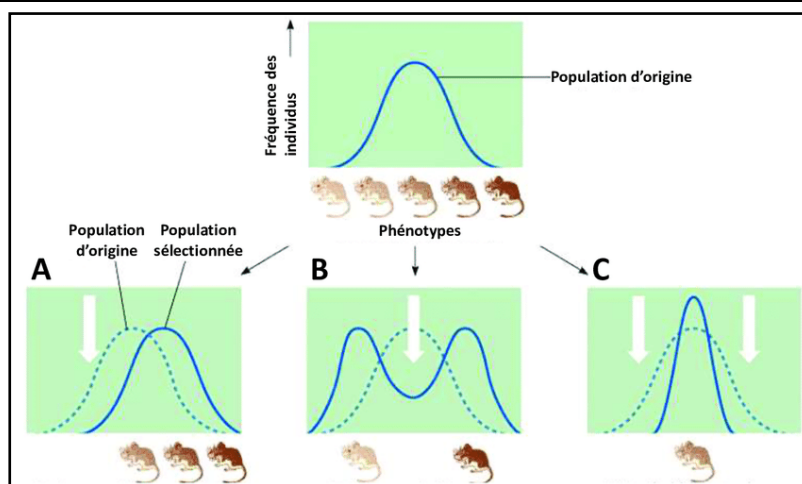 Fréquence des
individus
Population d’origine
Phénotypes
Population
d’origine
Population
sélectionnée
A
B
C